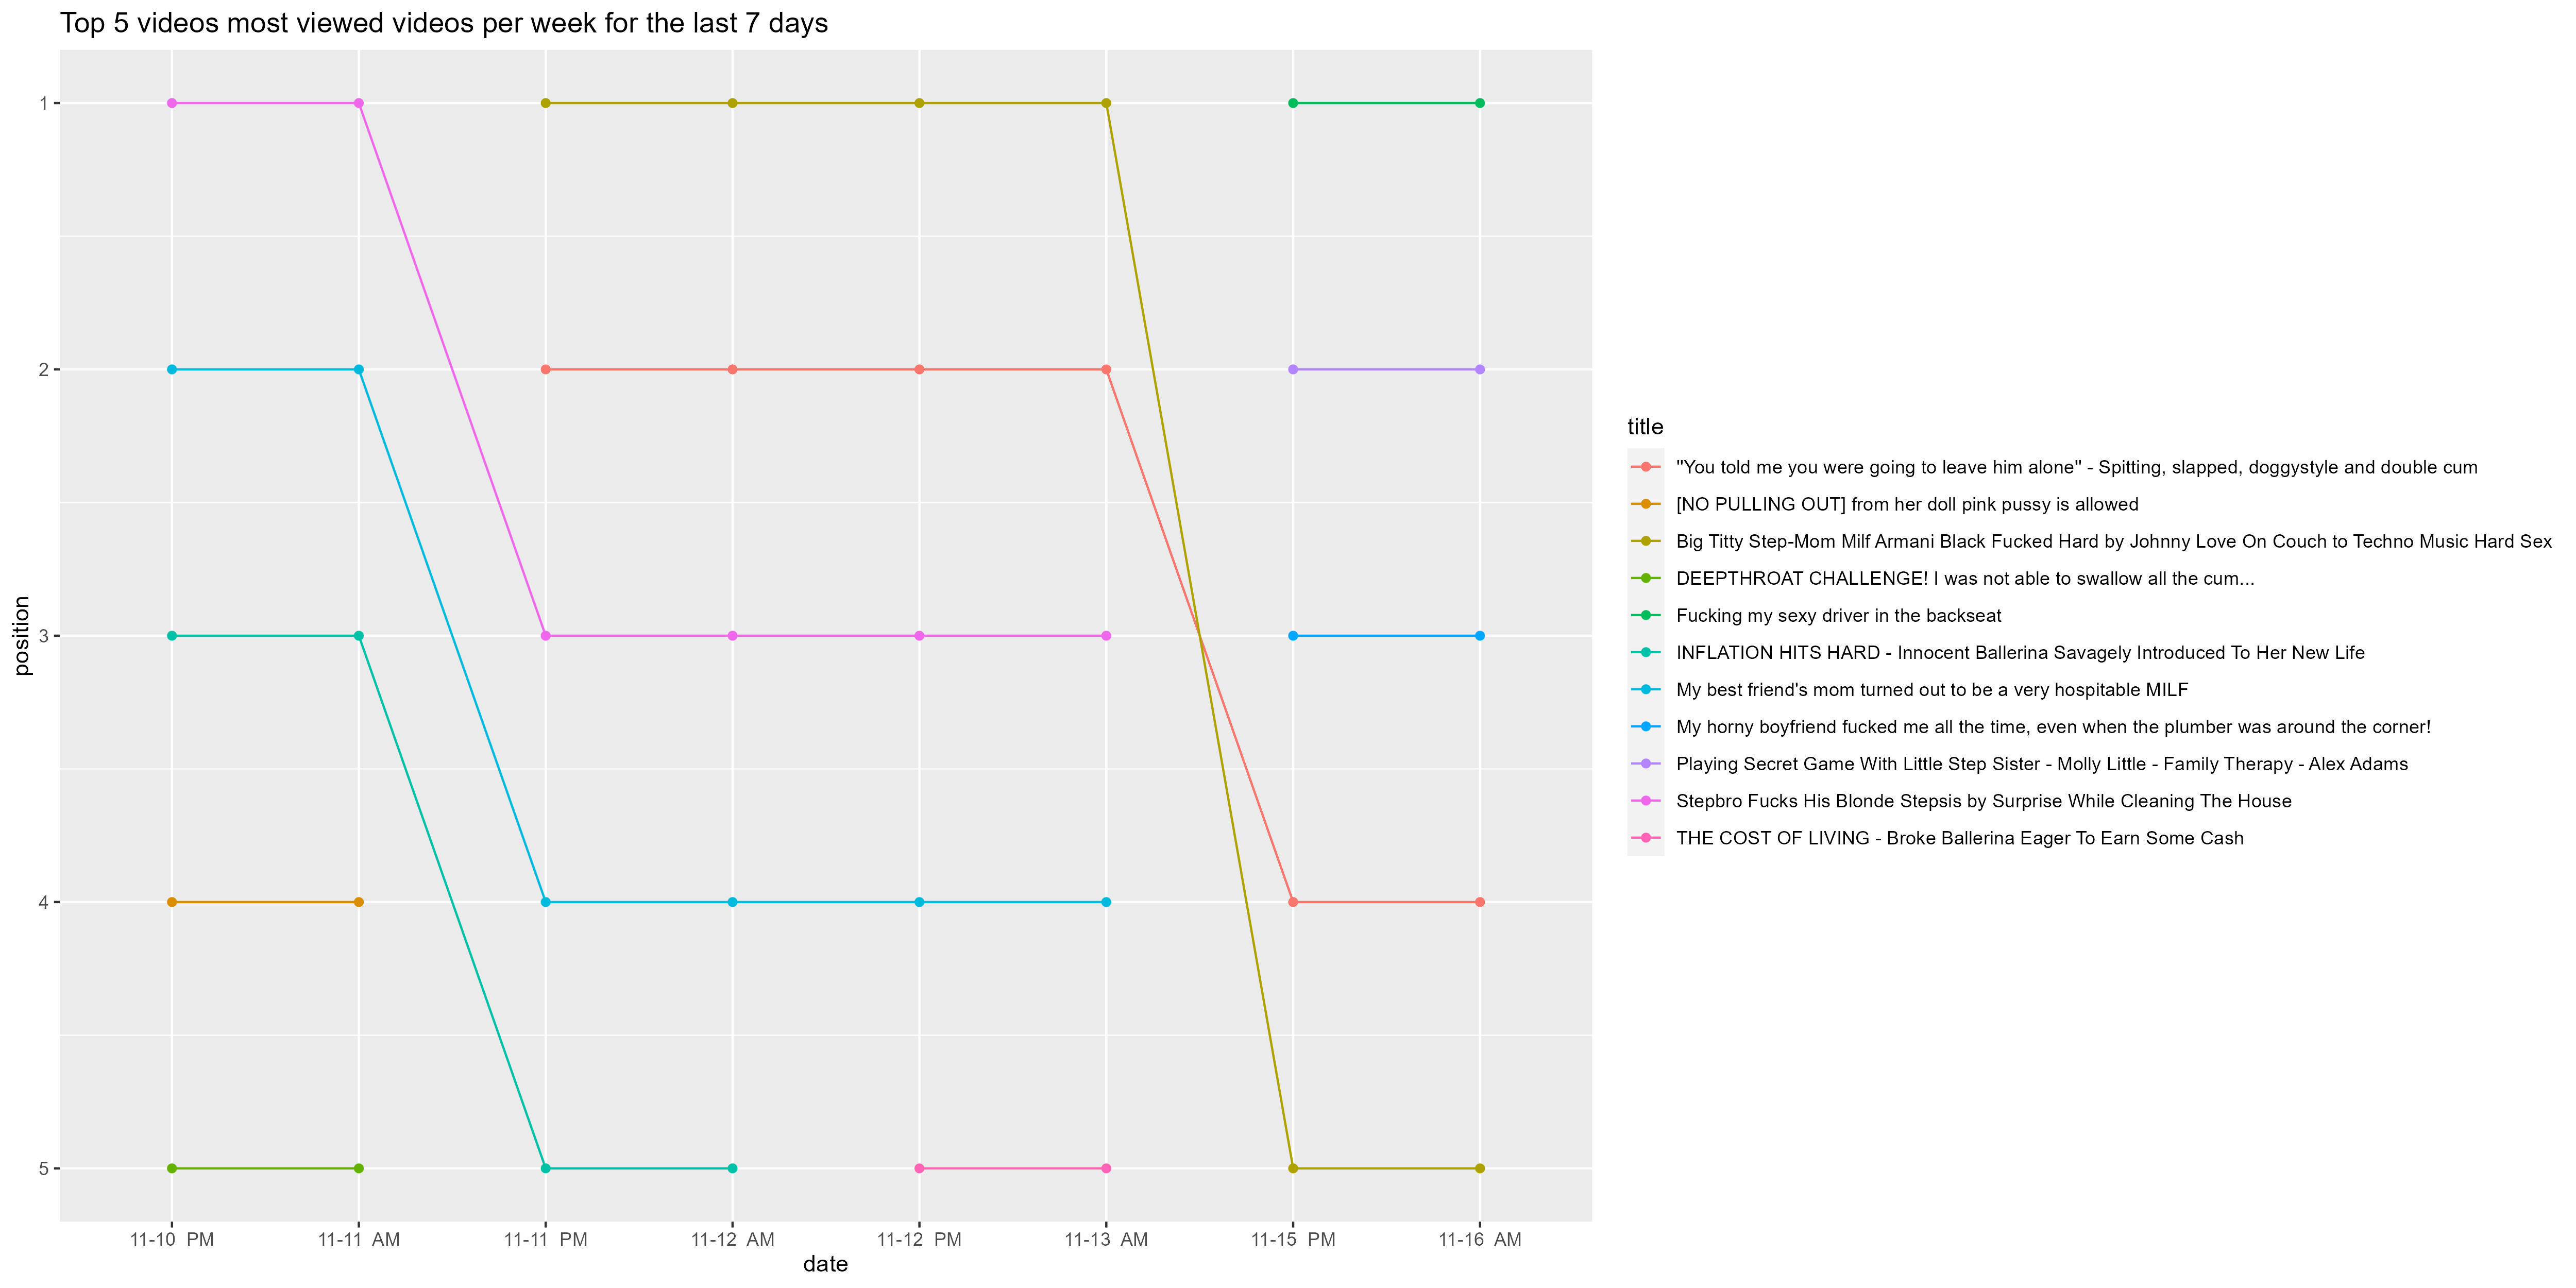 Top 5 videos most viewed videos per week for the last 7 days
position
1
2
3
4
5
11-10 PM
11-11 AM
11-11 PM
11-12 AM
11-12 PM
11-13 AM
11-15 PM
11-16 AM
date
title
"You told me you were going to leave him alone" - Spitting, slapped, doggystyle and double cum
[NO PULLING OUT] from her doll pink pussy is allowed
Big Titty Step-Mom Milf Armani Black Fucked Hard by Johnny Love On Couch to Techno Music Hard Sex
DEEPTHROAT CHALLENGE! I was not able to swallow all the cum...
Fucking my sexy driver in the backseat
INFLATION HITS HARD - Innocent Ballerina Savagely Introduced To Her New Life
My best friend's mom turned out to be a very hospitable MILF
My horny boyfriend fucked me all the time, even when the plumber was around the corner!
Playing Secret Game With Little Step Sister - Molly Little - Family Therapy - Alex Adams
Stepbro Fucks His Blonde Stepsis by Surprise While Cleaning The House
THE COST OF LIVING - Broke Ballerina Eager To Earn Some Cash